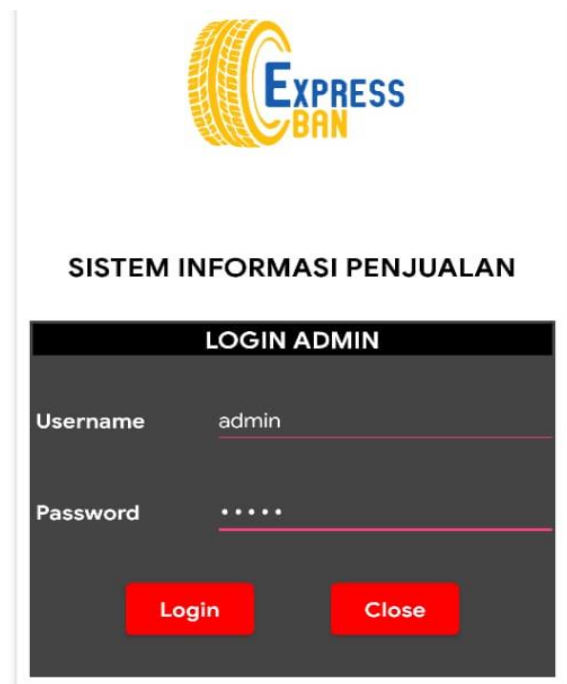 EXPRESS
BAN
SISTEM INFORMASI PENJUALAN
LOGIN ADMIN
Username admin
Password •••••
Login Close